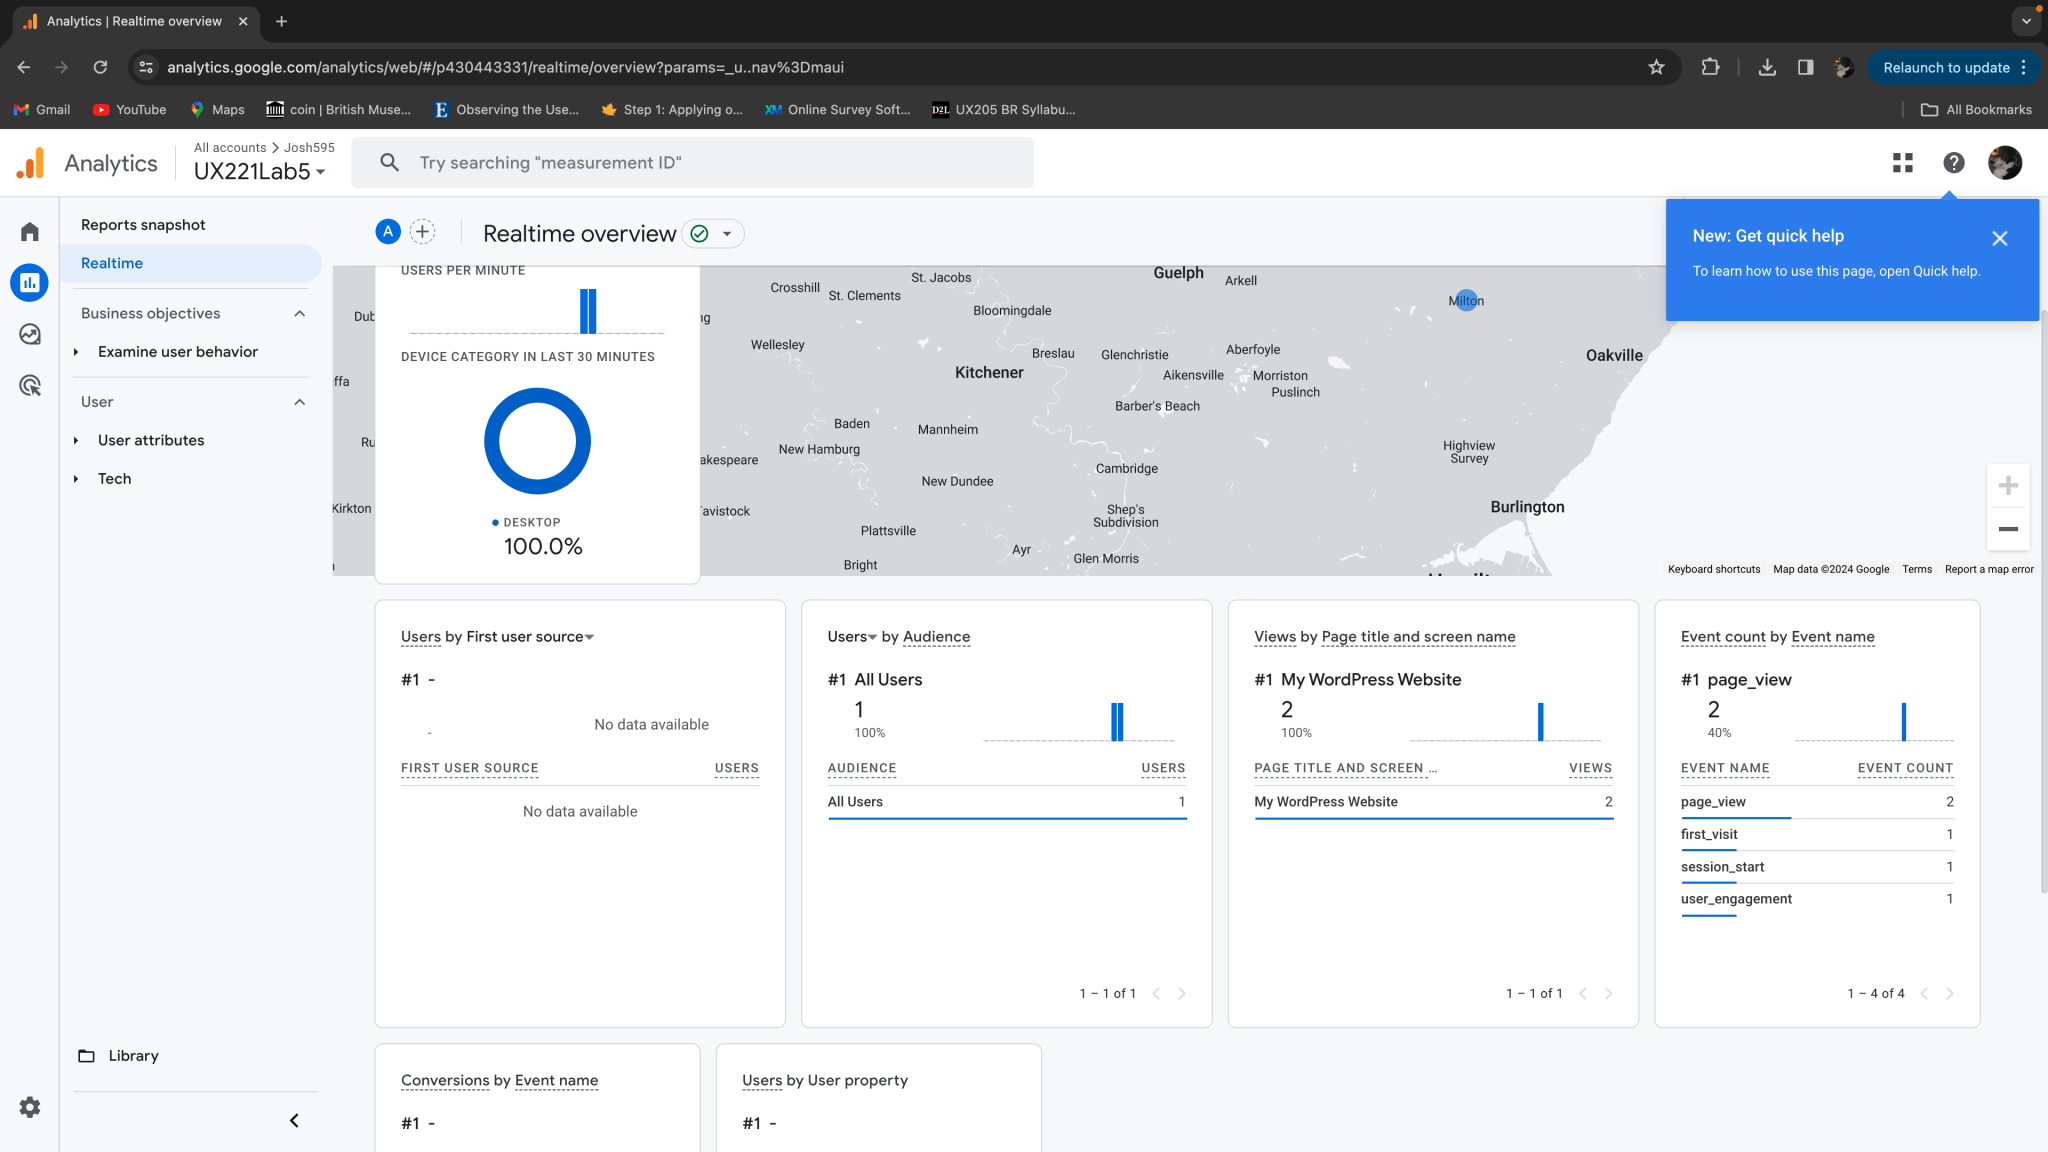 Analytics | Realtime overview
analytics.google.com/analytics/web/#/p430443331/realtime/overview?params=_u..nav%3Dmaui
Relaunch to update
Gmail
YouTube
Maps
coin | British Muse...
Observing the Use...
Step 1: Applying o...
XM Online Survey Soft...
D2L UX205 BR Syllabu...
All Bookmarks
Analytics
All accounts > Josh595
UX221Lab5
Try searching "measurement ID"
New: Get quick help
To learn how to use this page, open Quick help.
Reports snapshot
Realtime
Business objectives
Examine user behavior
User
User attributes
Tech
Library
A
Realtime overview
USERS PER MINUTE
DEVICE CATEGORY IN LAST 30 MINUTES
DESKTOP
100.0%
Crosshill
St. Jacobs
St. Clements
Guelph
Arkell
Milton
Dub
ng
Bloomingdale
Wellesley
Breslau
Glenchristie
Aberfoyle
Oakville
ffa
Kitchener
Aikensville
Morriston
Puslinch
Barber's Beach
Baden
Mannheim
Ru
New Hamburg
Highview
Survey
akespeare
Cambridge
New Dundee
Kirkton
avistock
Shep's
Subdivision
Burlington
Plattsville
Ayr
Glen Morris
Bright
Keyboard shortcuts
Map data ©2024 Google
Terms
Report a map error
Users by First user source
#1 -
-
No data available
FIRST USER SOURCE
USERS
No data available
Users by Audience
#1 All Users
1
100%
AUDIENCE
USERS
All Users
1
1 – 1 of 1
Views by Page title and screen name
#1 My WordPress Website
2
100%
PAGE TITLE AND SCREEN ...
VIEWS
My WordPress Website
2
1 – 1 of 1
Event count by Event name
#1 page_view
2
40%
EVENT NAME
EVENT COUNT
page_view
2
first_visit
1
session_start
1
user_engagement
1
1 – 4 of 4
Conversions by Event name
#1 -
Users by User property
#1 -